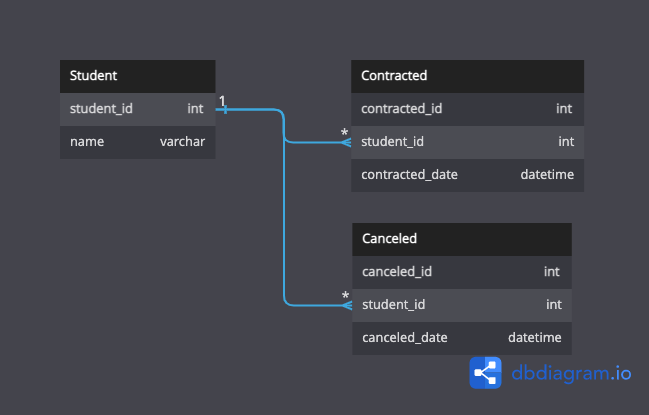 Student
student_id int
name varchar
1
*
Contracted
contracted_id int
student_id int
contracted_date datetime
*
Canceled
canceled_id int
student_id int
canceled_date datetime
dbdiagram.io